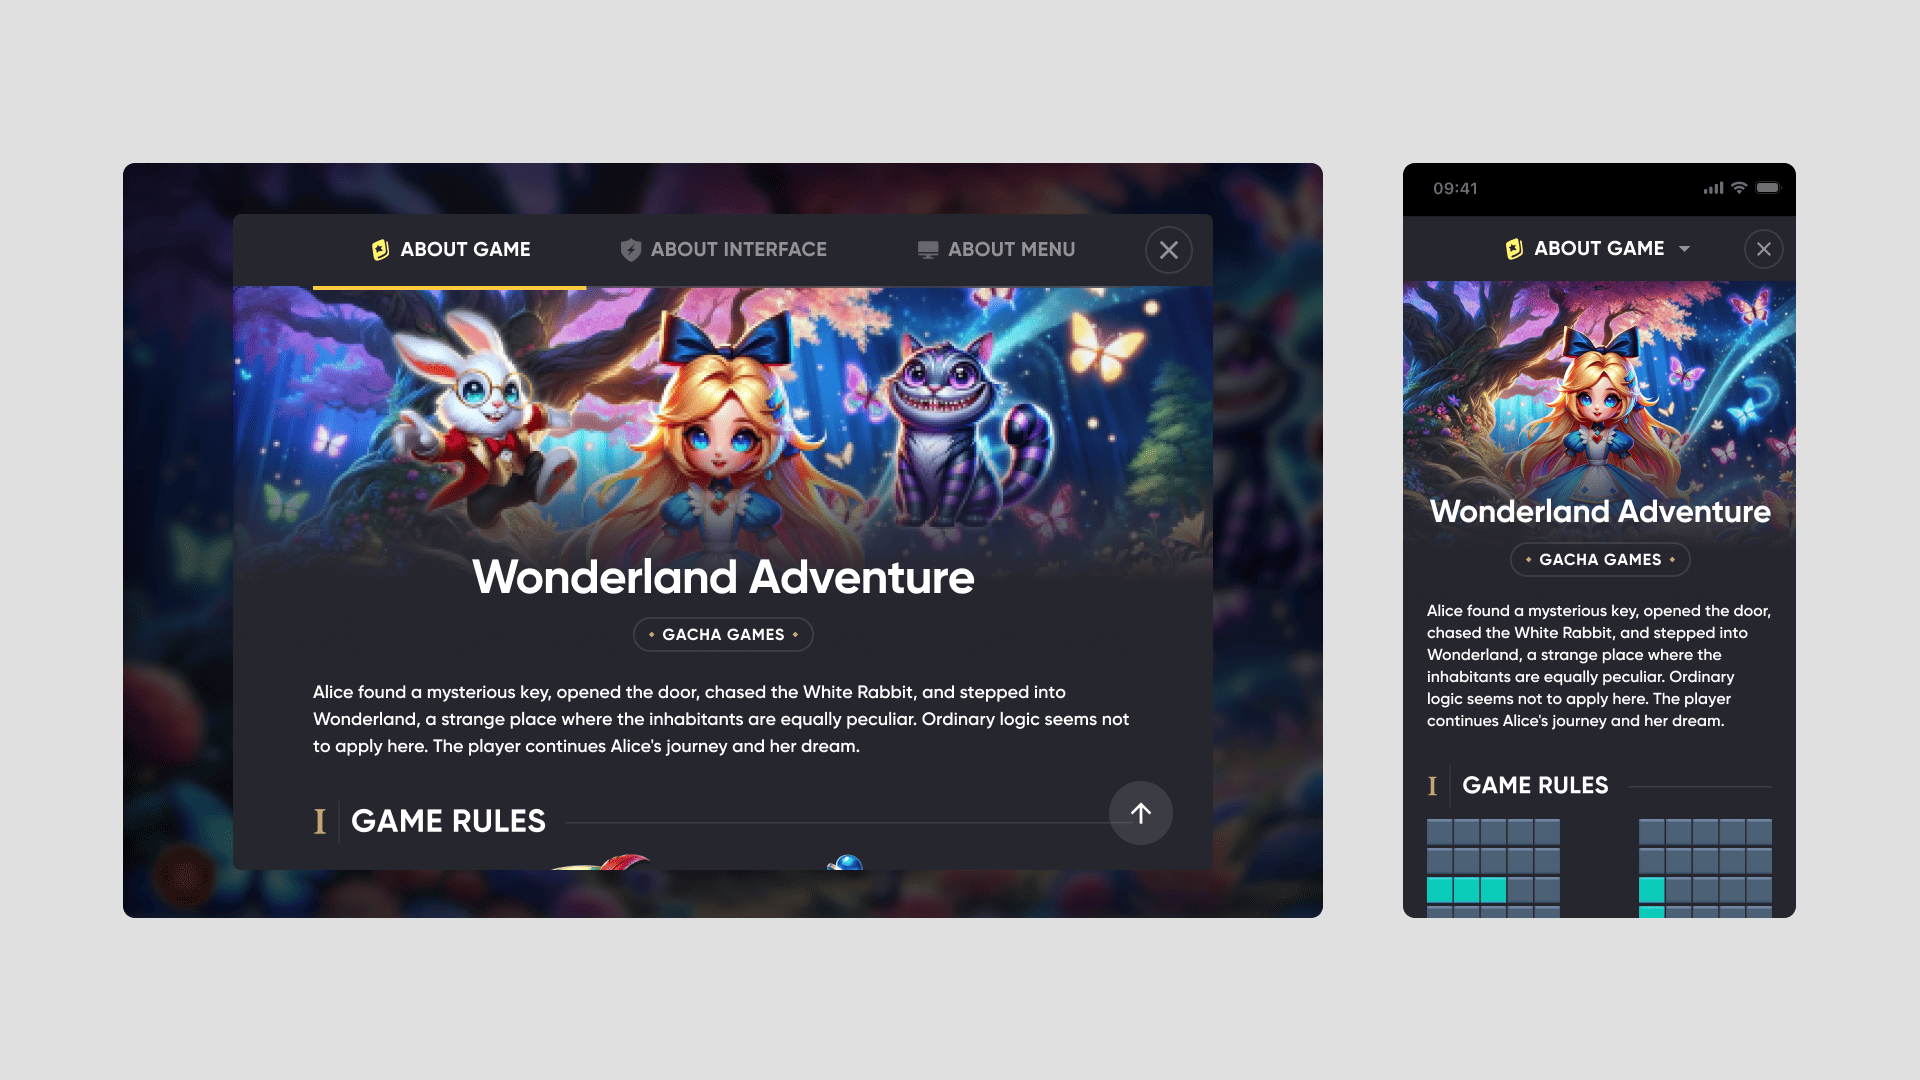 ABOUT GAME
ABOUT INTERFACE
ABOUT MENU
Wonderland Adventure
GACHA GAMES
Alice found a mysterious key, opened the door, chased the White Rabbit, and stepped into
Wonderland, a strange place where the inhabitants are equally peculiar. Ordinary logic seems not
to apply here. The player continues Alice's journey and her dream.
I GAME RULES
09:41
ABOUT GAME
Wonderland Adventure
GACHA GAMES
Alice found a mysterious key, opened the door,
chased the White Rabbit, and stepped into
Wonderland, a strange place where the
inhabitants are equally peculiar. Ordinary
logic seems not to apply here. The player
continues Alice's journey and her dream.
I GAME RULES